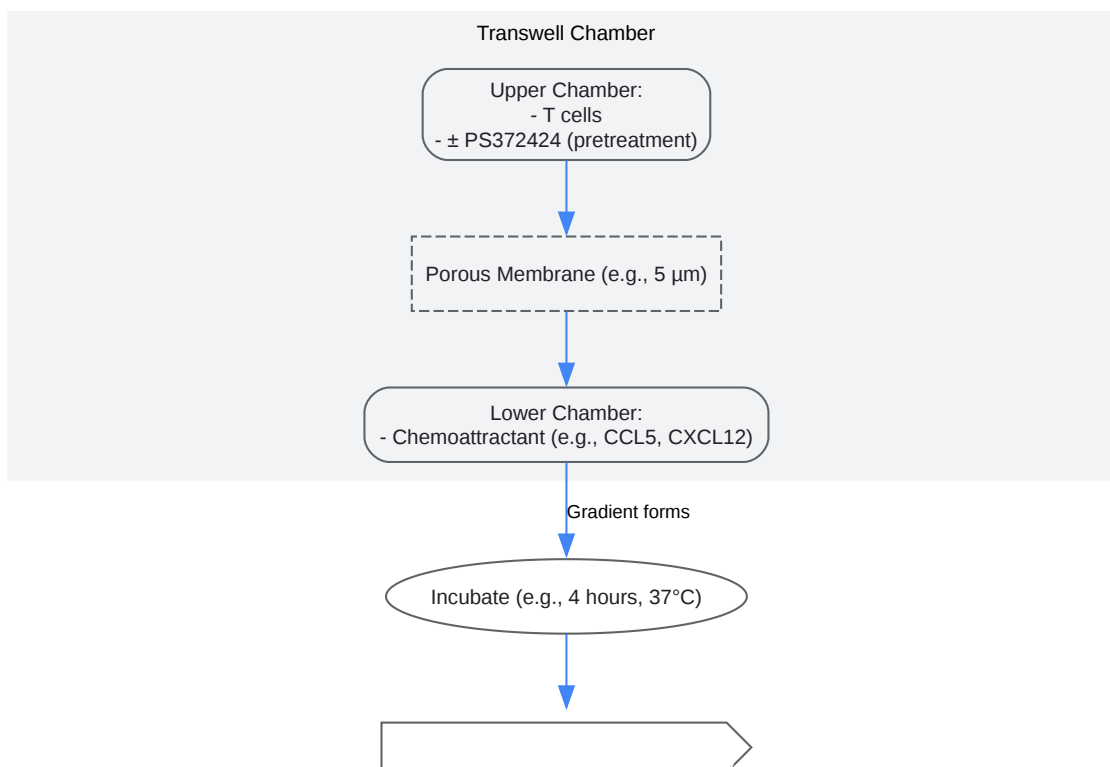 Transwell Chamber
Upper Chamber:
- T cells
- ± PS372424 (pretreatment)
Porous Membrane (e.g., 5 µm)
Lower Chamber:
- Chemoattractant (e.g., CCL5, CXCL12)
Gradient forms
Incubate (e.g., 4 hours, 37°C)